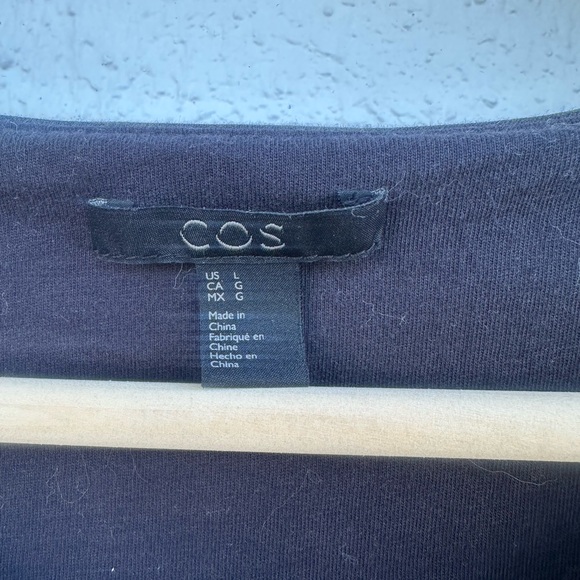 COS
US L
CA G
MX G
Made in
China
Fabriqué en
Chine
Hecho en
China